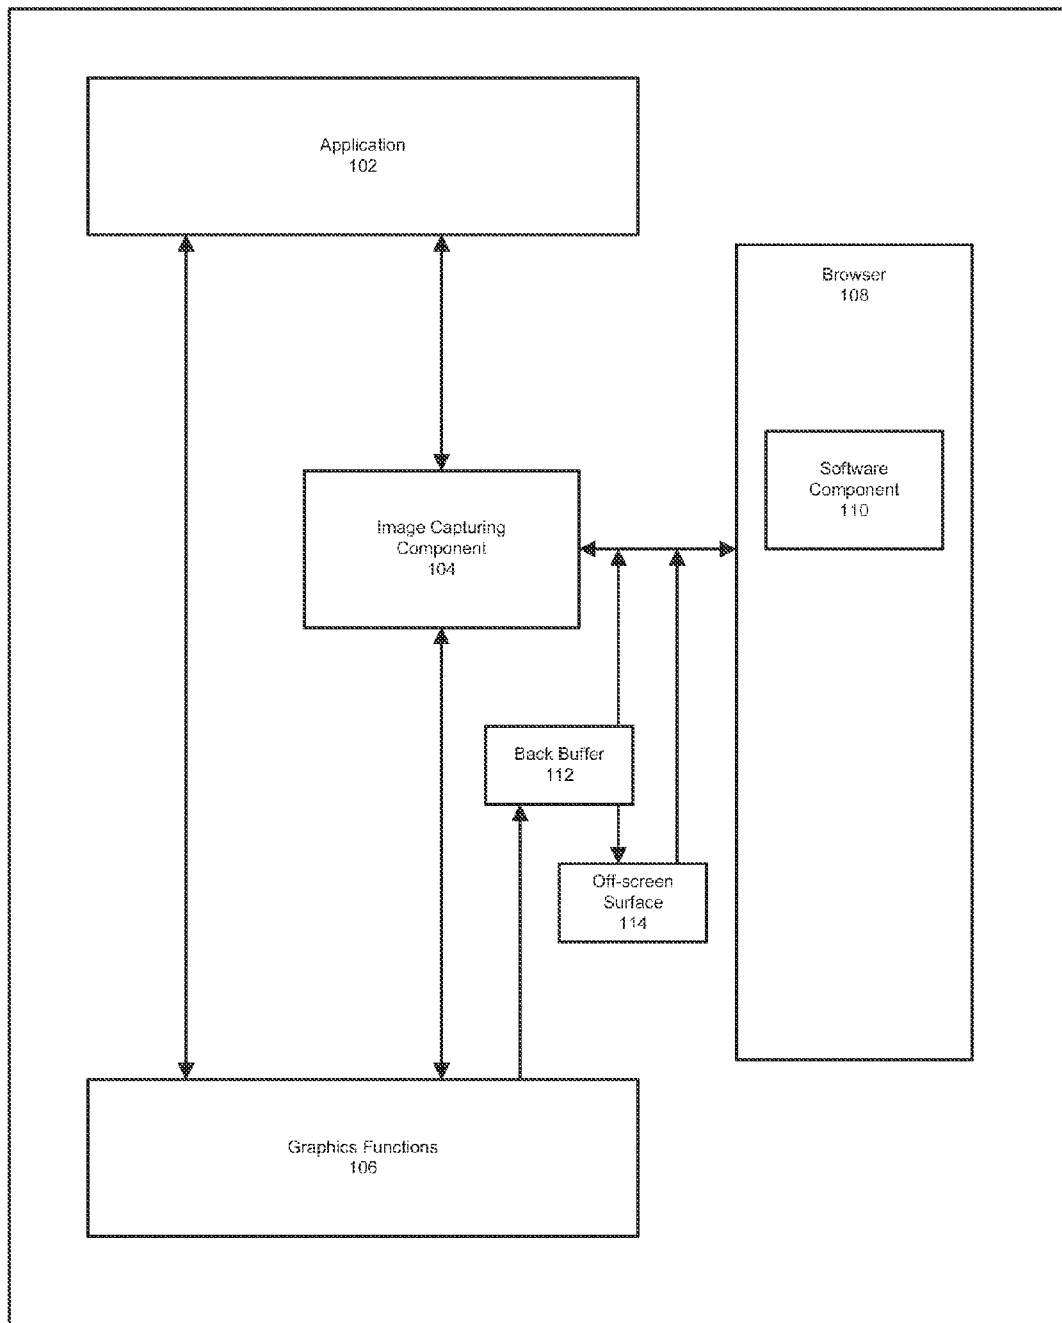 Application
102
Browser
108
Software
Component
110
Image Capturing
Component
104
Back Buffer
112
Off-screen
Surface
114
Graphics Functions
106